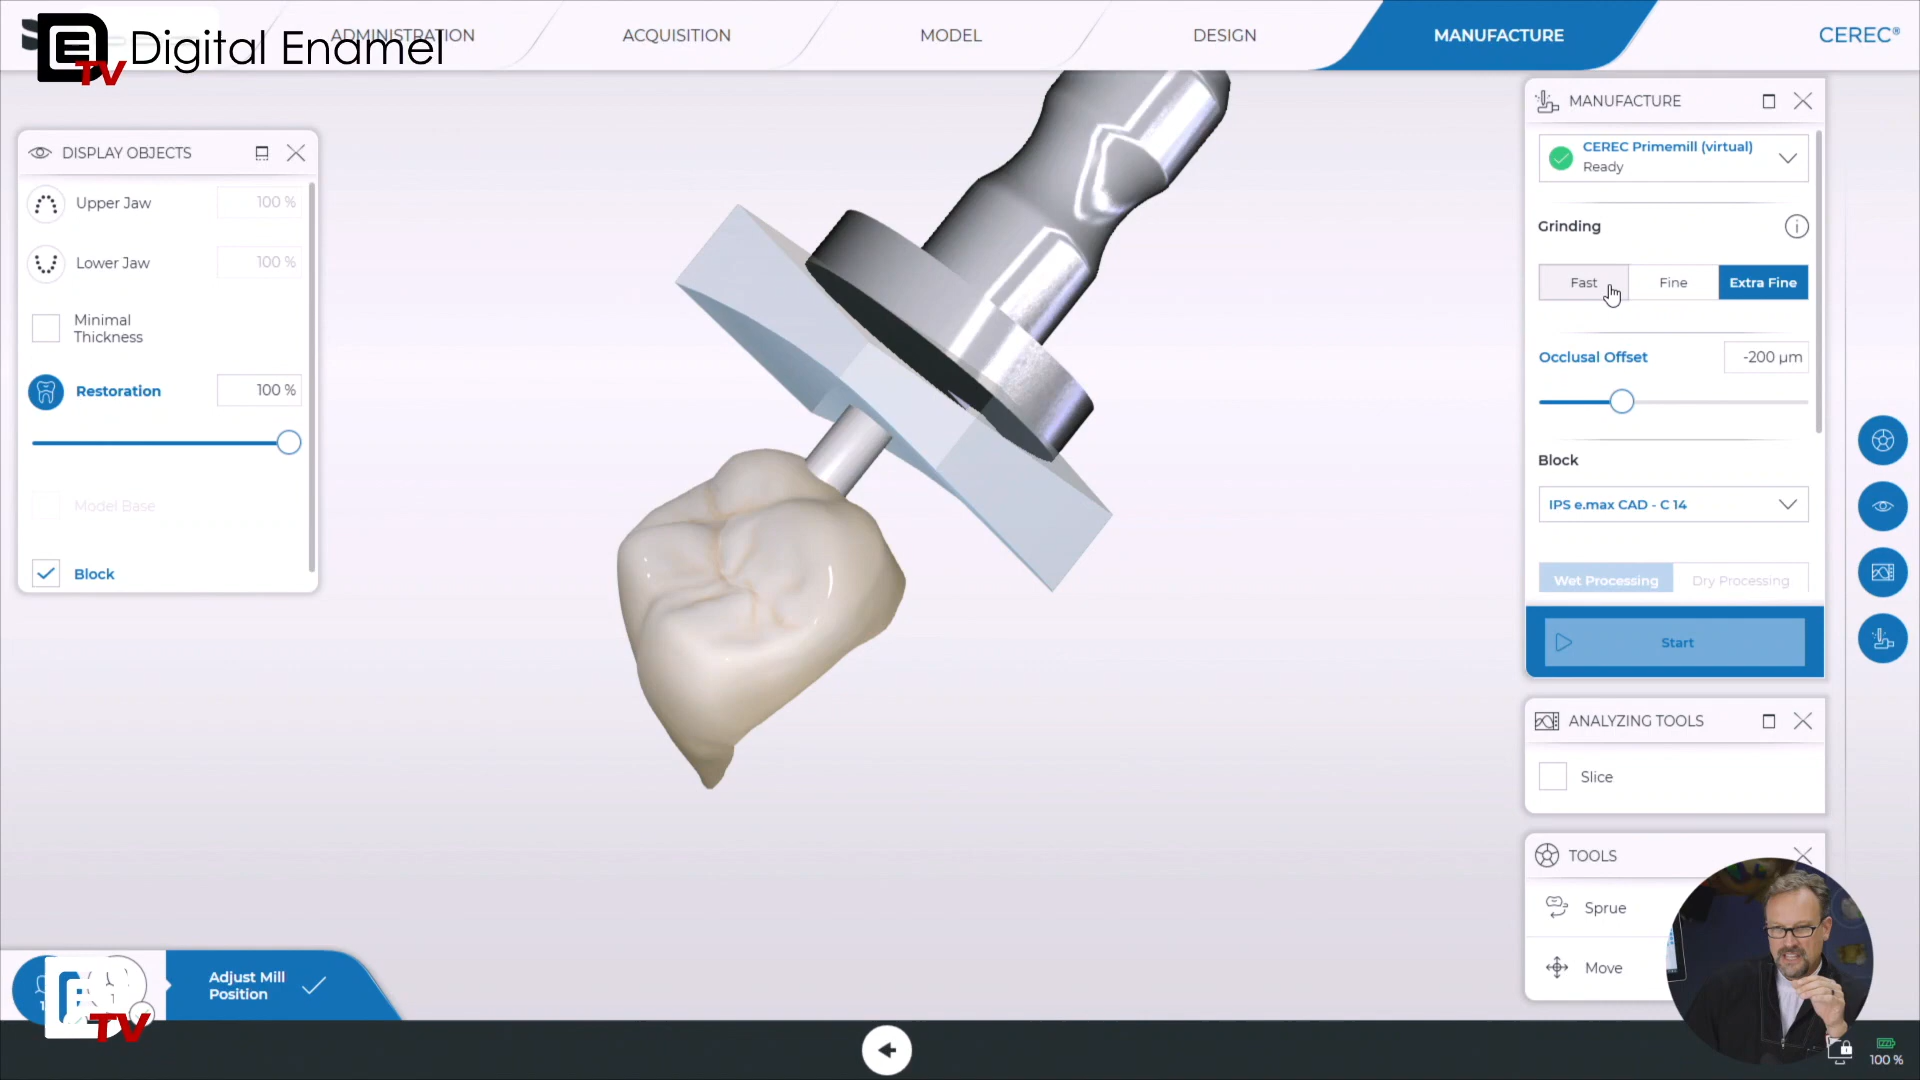 ADMINISTRATION
ACQUISITION
MODEL
DESIGN
MANUFACTURE
CEREC®
E TV Digital Enamel
DISPLAY OBJECTS
Upper Jaw 100 %
Lower Jaw 100 %
Minimal
Thickness
Restoration 100 %
Model Base
Block
MANUFACTURE
CEREC Primemill (virtual)
Ready
Grinding
Fast Fine Extra Fine
Occlusal Offset -200 µm
Block
IPS e.max CAD - C 14
Wet Processing Dry Processing
Start
ANALYZING TOOLS
Slice
TOOLS
Sprue
Move
Adjust Mill
Position
E TV
100 %